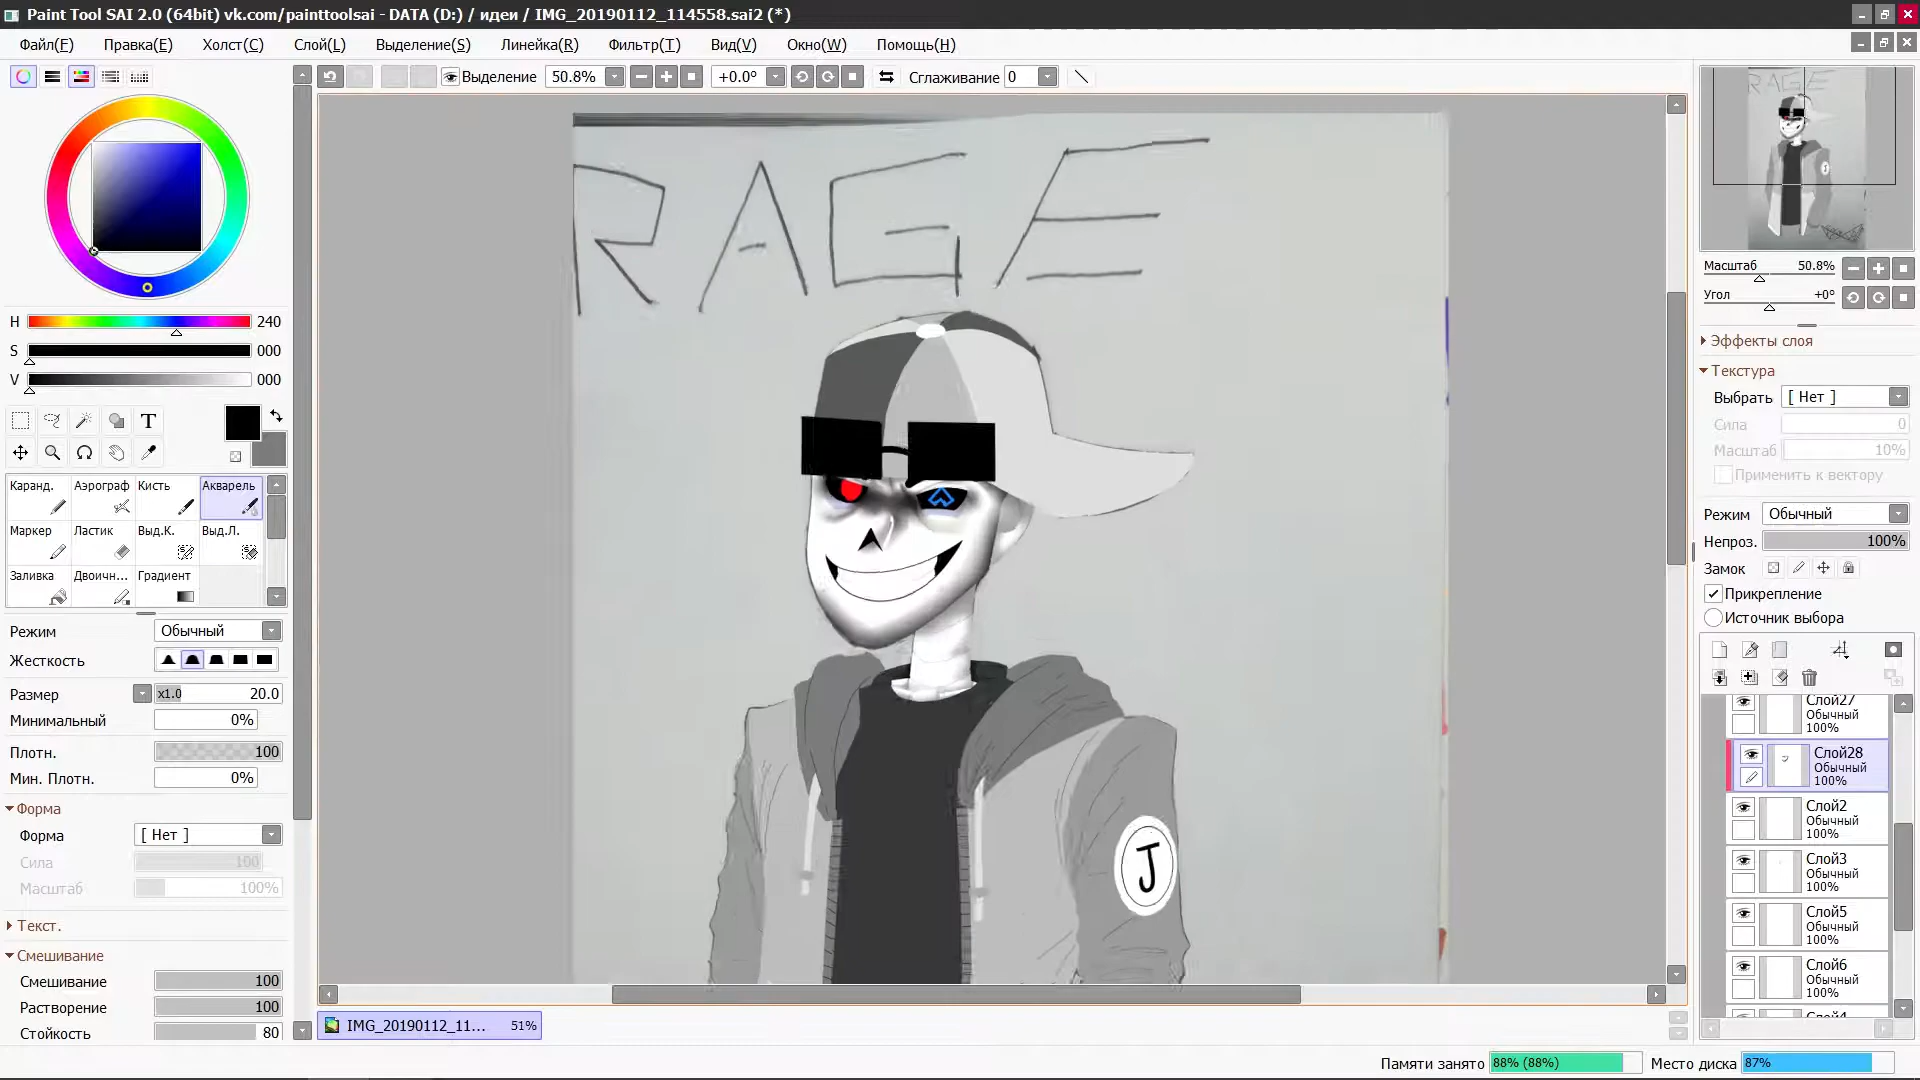 Paint Tool SAI 2.0 (64bit) vk.com/painttoolsai - DATA (D:) / идеи / IMG_20190112_114558.sai2 (*)
Файл(F) Правка(E) Холст(C) Слой(L) Выделение(S) Линейка(R) Фильтр(T) Вид(V) Окно(W) Помощь(H)
Выделение 50.8% +0.0° Сглаживание 0
RAGE
J
H 240
S 000
V 000
T
Каранд. Аэрограф Кисть Акварель
Маркер Ластик Выд.К. Выд.Л.
Заливка Двоичн... Градиент
Режим Обычный
Жесткость
Размер x1.0 20.0
Минимальный 0%
Плотн. 100
Мин. Плотн. 0%
Форма
Форма [ Нет ]
Сила 100
Масштаб 100%
Текст.
Смешивание
Смешивание 100
Растворение 100
Стойкость 80
IMG_20190112_11... 51%
RAGE
J
Масштаб 50.8%
Угол +0°
Эффекты слоя
Текстура
Выбрать [ Нет ]
Сила 0
Масштаб 10%
Применить к вектору
Режим Обычный
Непроз. 100%
Замок
Прикрепление
Источник выбора
Слой27
Обычный
100%
Слой28
Обычный
100%
Слой2
Обычный
100%
Слой3
Обычный
100%
Слой5
Обычный
100%
Слой6
Обычный
100%
Слой4
Памяти занято 88% (88%) Место диска 87%